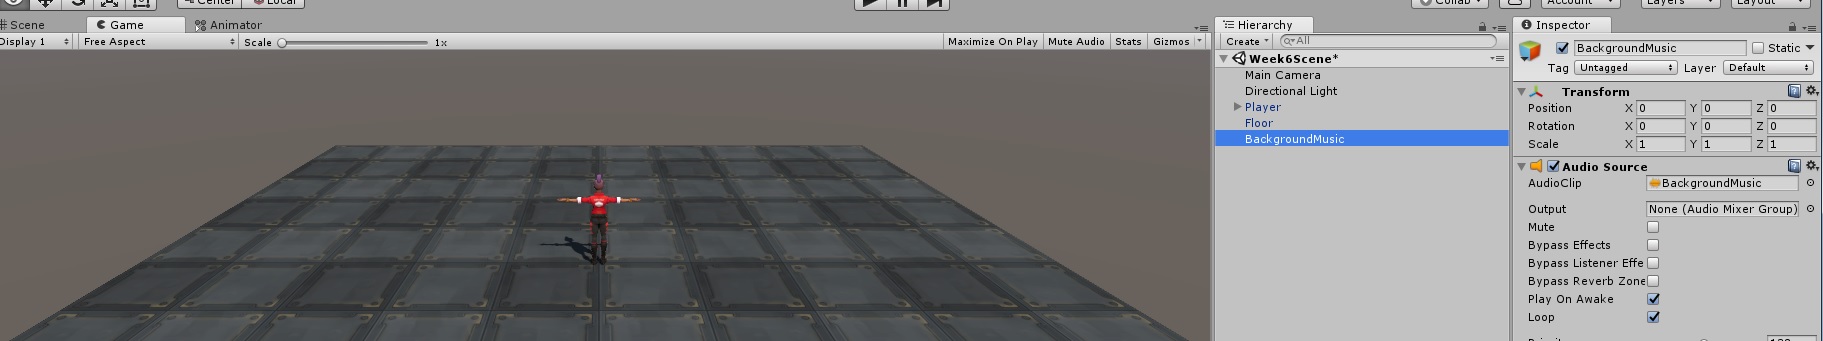 Center Local Collab Account Layers Layout
Scene Game Animator Hierarchy Inspector
Display 1 Free Aspect Scale 1x Maximize On Play Mute Audio Stats Gizmos Create All
BackgroundMusic Static
Week6Scene*
Tag Untagged Layer Default
Main Camera
Directional Light
Transform
Player
Position X 0 Y 0 Z 0
Floor
Rotation X 0 Y 0 Z 0
BackgroundMusic
Scale X 1 Y 1 Z 1
Audio Source
AudioClip BackgroundMusic
Output None (Audio Mixer Group)
Mute
Bypass Effects
Bypass Listener Effe
Bypass Reverb Zone
Play On Awake
Loop